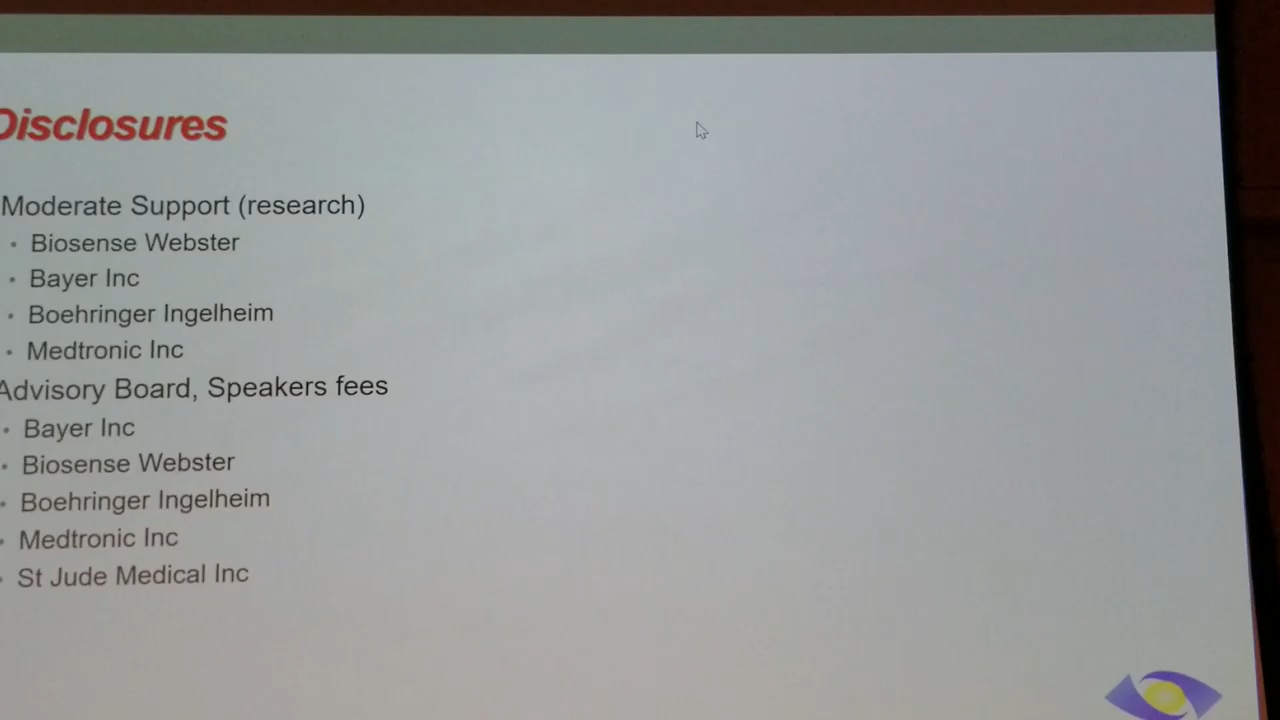 Disclosures
Moderate Support (research)
• Biosense Webster
• Bayer Inc
• Boehringer Ingelheim
• Medtronic Inc
Advisory Board, Speakers fees
• Bayer Inc
• Biosense Webster
• Boehringer Ingelheim
• Medtronic Inc
• St Jude Medical Inc